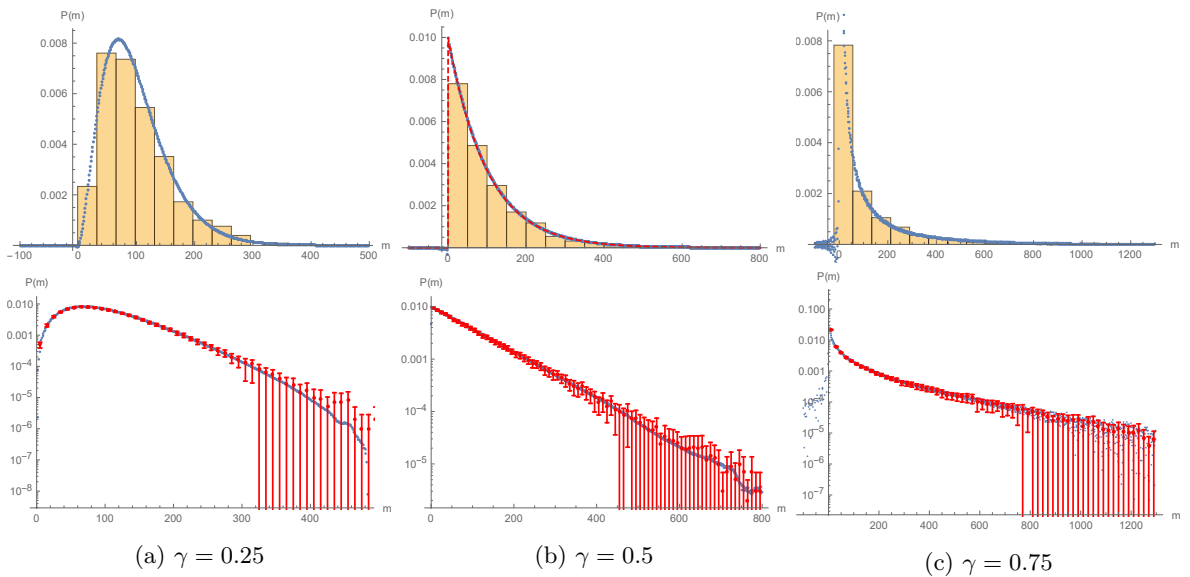 P(m)
0.008
0.006
0.004
0.002
−100 0 100 200 300 400 500 m
P(m)
0.010
0.008
0.006
0.004
0.002
0 200 400 600 800 m
P(m)
0.008
0.006
0.004
0.002
0 200 400 600 800 1000 1200 m
P(m)
0.010
0.001
10⁻⁴
10⁻⁵
10⁻⁶
10⁻⁷
10⁻⁸
0 100 200 300 400 m
P(m)
0.010
0.001
10⁻⁴
10⁻⁵
0 200 400 600 800 m
P(m)
0.100
0.010
0.001
10⁻⁴
10⁻⁵
10⁻⁶
10⁻⁷
200 400 600 800 1000 1200 m
(a) γ = 0.25
(b) γ = 0.5
(c) γ = 0.75